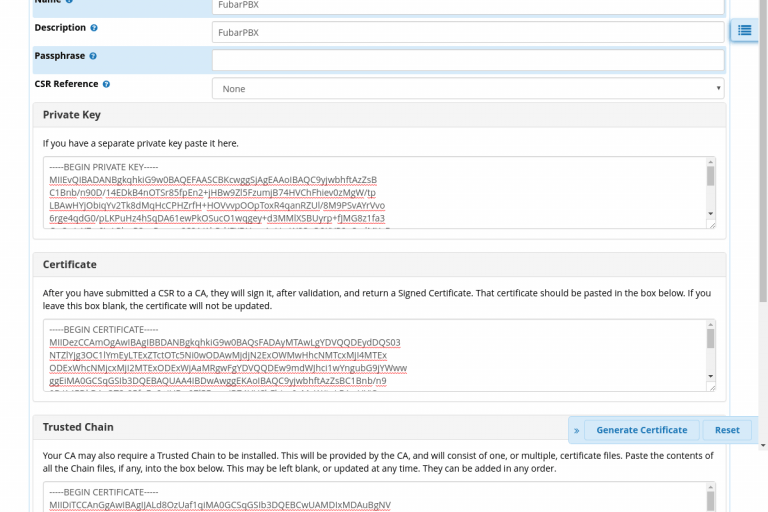 Name
FubarPBX
Description
FubarPBX
Passphrase
CSR Reference
None
Private Key
If you have a separate private key paste it here.
-----BEGIN PRIVATE KEY-----
MIIEvQIBADANBgkqhkiG9w0BAQEFAASCBKcwggSjAgEAAoIBAQC9yjwbhftAzZsB
C1Bnb/n90D/14EDkB4nOTSr85fpEn2+jHBw9Zl5FzumjB74HVChFhiev0zMgW/tp
LBAwHYjObiqYv2Tk8dMqHcCPHZrfH+HOVvvpOOpToxR4qanRZUl/8M9PSvAYrVvo
6rge4qdG0/pLKPuHz4hSqDA61ewPkOSucO1wqgey+d3MMlXSBUyrp+fJMG8z1fa3
Certificate
After you have submitted a CSR to a CA, they will sign it, after validation, and return a Signed Certificate. That certificate should be pasted in the box below. If you
leave this box blank, the certificate will not be updated.
-----BEGIN CERTIFICATE-----
MIIDezCCAmOgAwIBAgIBBDANBgkqhkiG9w0BAQsFADAyMTAwLgYDVQQDEydDQS03
NTZlYjg3OC1lYmEyLTExZTctOTc5Ni0wODAwMjdjN2ExOWMwHhcNMTcxMjI4MTEx
ODExWhcNMjcxMjI2MTExODExWjAaMRgwFgYDVQQDEw9mdWJhci1wYngubG9jYWww
ggEiMA0GCSqGSIb3DQEBAQUAA4IBDwAwggEKAoIBAQC9yjwbhftAzZsBC1Bnb/n9
Trusted Chain
» Generate Certificate Reset
Your CA may also require a Trusted Chain to be installed. This will be provided by the CA, and will consist of one, or multiple, certificate files. Paste the contents of
all the Chain files, if any, into the box below. This may be left blank, or updated at any time. They can be added in any order.
-----BEGIN CERTIFICATE-----
MIIDiTCCAnGgAwIBAgIJALd8OzUaf1qiMA0GCSqGSIb3DQEBCwUAMDIxMDAuBgNV